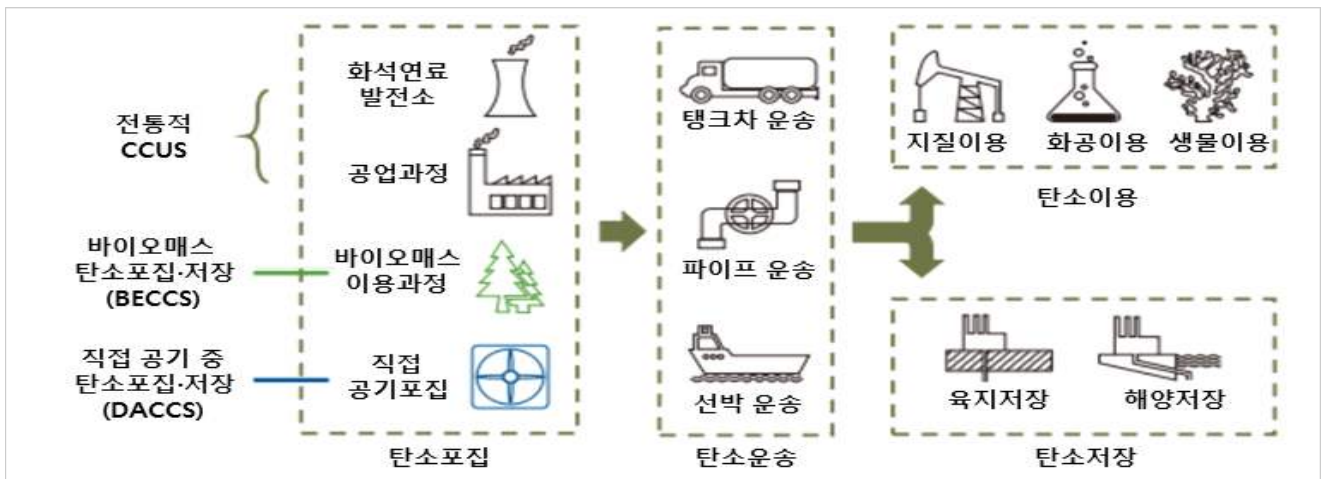 전통적
CCUS
바이오매스
탄소포집·저장
(BECCS)
직접 공기 중
탄소포집·저장
(DACCS)
화석연료
발전소
공업과정
바이오매스
이용과정
직접
공기포집
탄소포집
탱크차 운송
파이프 운송
선박 운송
탄소운송
지질이용 화공이용 생물이용
탄소이용
육지저장 해양저장
탄소저장